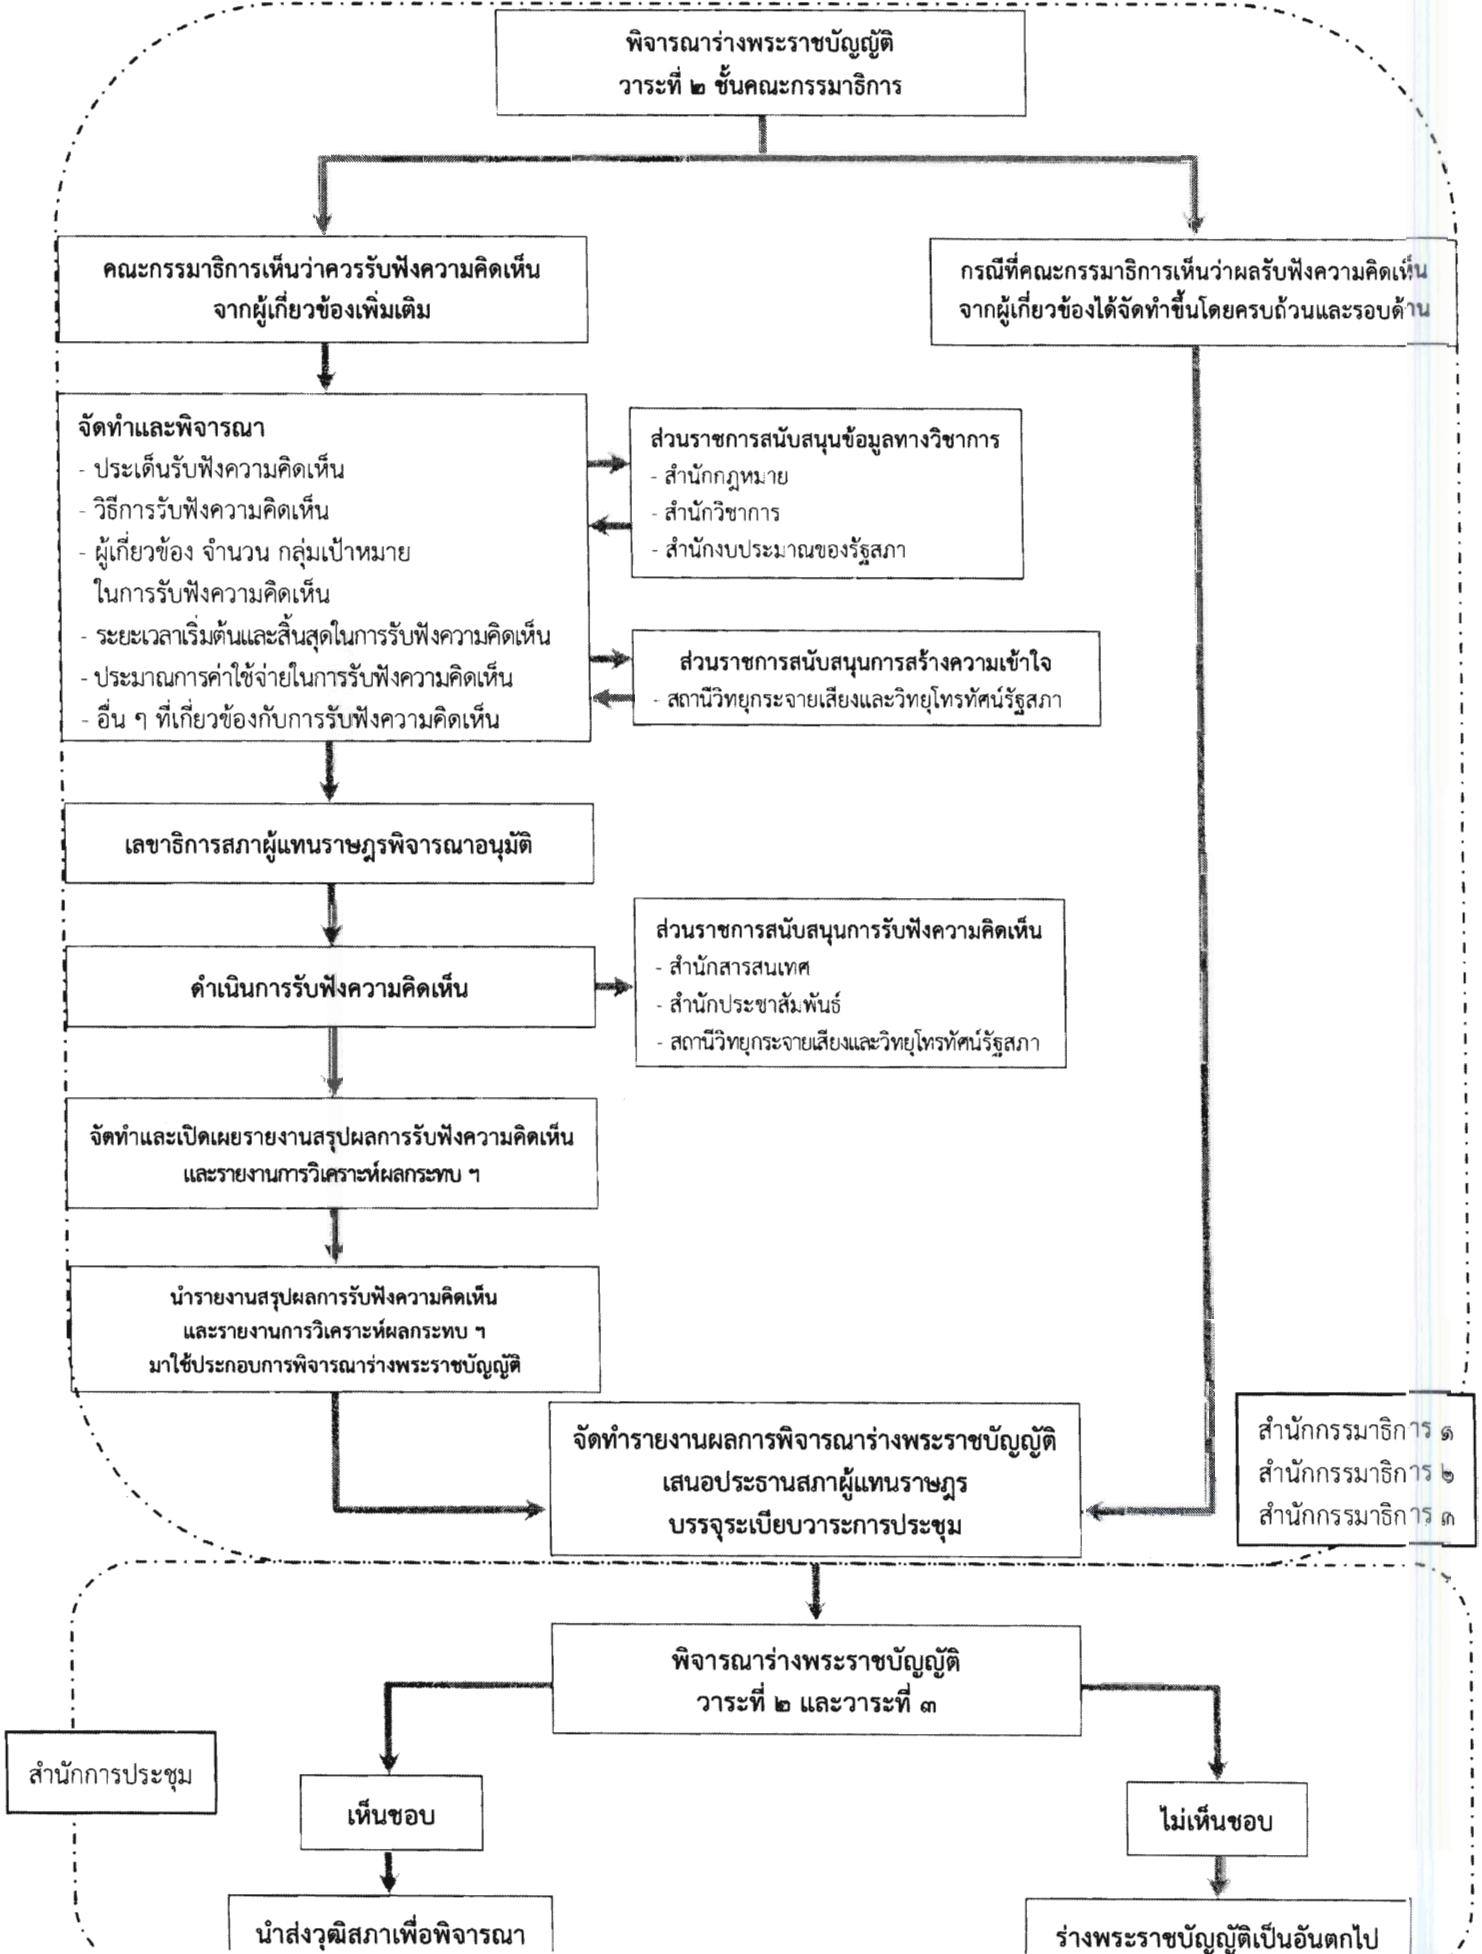 พิจารณาร่างพระราชบัญญัติ
วาระที่ ๒ ชั้นคณะกรรมาธิการ
คณะกรรมาธิการเห็นว่าควรรับฟังความคิดเห็น
จากผู้เกี่ยวข้องเพิ่มเติม
กรณีที่คณะกรรมาธิการเห็นว่าผลรับฟังความคิดเห็น
จากผู้เกี่ยวข้องได้จัดทำขึ้นโดยครบถ้วนและรอบด้าน
จัดทำและพิจารณา
- ประเด็นรับฟังความคิดเห็น
- วิธีการรับฟังความคิดเห็น
- ผู้เกี่ยวข้อง จำนวน กลุ่มเป้าหมาย
ในการรับฟังความคิดเห็น
- ระยะเวลาเริ่มต้นและสิ้นสุดในการรับฟังความคิดเห็น
- ประมาณการค่าใช้จ่ายในการรับฟังความคิดเห็น
- อื่น ๆ ที่เกี่ยวข้องกับการรับฟังความคิดเห็น
ส่วนราชการสนับสนุนข้อมูลทางวิชาการ
- สำนักกฎหมาย
- สำนักวิชาการ
- สำนักงบประมาณของรัฐสภา
ส่วนราชการสนับสนุนการสร้างความเข้าใจ
- สถานีวิทยุกระจายเสียงและวิทยุโทรทัศน์รัฐสภา
เลขาธิการสภาผู้แทนราษฎรพิจารณาอนุมัติ
ดำเนินการรับฟังความคิดเห็น
ส่วนราชการสนับสนุนการรับฟังความคิดเห็น
- สำนักสารสนเทศ
- สำนักประชาสัมพันธ์
- สถานีวิทยุกระจายเสียงและวิทยุโทรทัศน์รัฐสภา
จัดทำและเปิดเผยรายงานสรุปผลการรับฟังความคิดเห็น
และรายงานการวิเคราะห์ผลกระทบ ฯ
นำรายงานสรุปผลการรับฟังความคิดเห็น
และรายงานการวิเคราะห์ผลกระทบ ฯ
มาใช้ประกอบการพิจารณาร่างพระราชบัญญัติ
จัดทำรายงานผลการพิจารณาร่างพระราชบัญญัติ
เสนอประธานสภาผู้แทนราษฎร
บรรจุระเบียบวาระการประชุม
สำนักกรรมาธิการ ๑
สำนักกรรมาธิการ ๒
สำนักกรรมาธิการ ๓
พิจารณาร่างพระราชบัญญัติ
วาระที่ ๒ และวาระที่ ๓
สำนักการประชุม
เห็นชอบ
ไม่เห็นชอบ
นำส่งวุฒิสภาเพื่อพิจารณา
ร่างพระราชบัญญัติเป็นอันตกไป